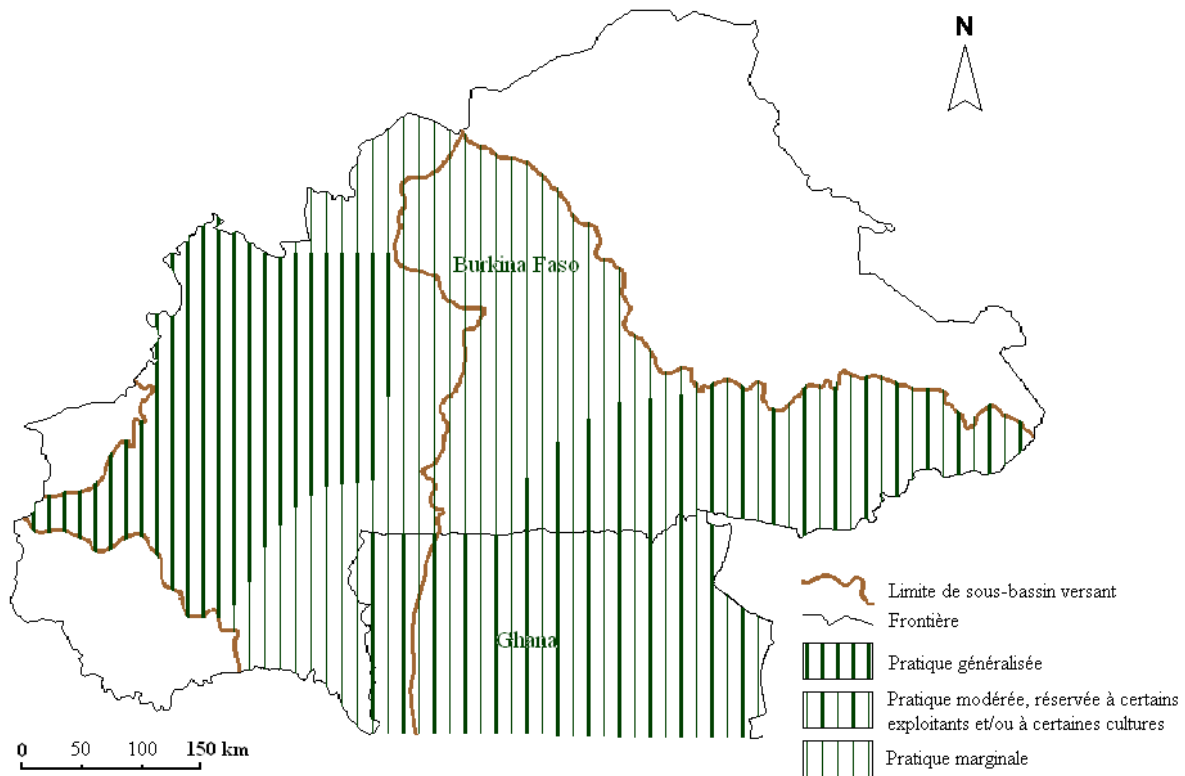 N
Burkina Faso
Ghana
Limite de sous-bassin versant
Frontière
Pratique généralisée
Pratique modérée, réservée à certains
exploitants et/ou à certaines cultures
Pratique marginale
0 50 100 150 km